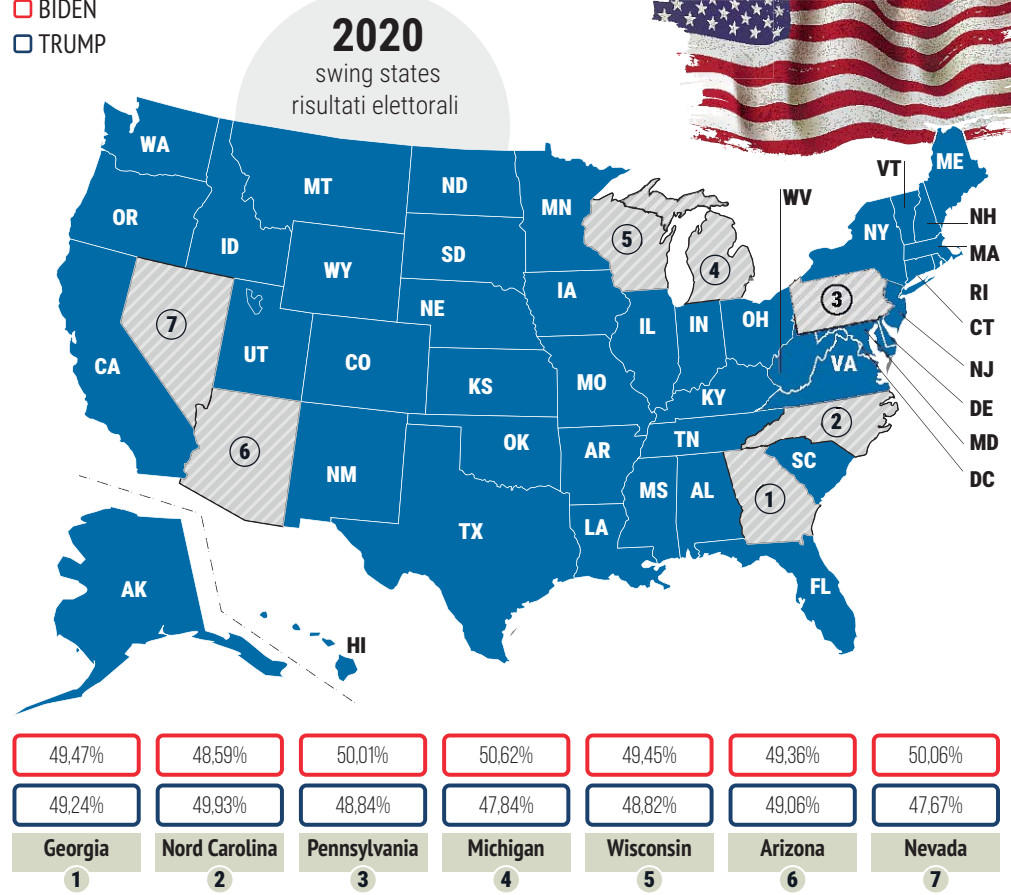 BIDEN
TRUMP
2020
swing states
risultati elettorali
WA
OR
ID
MT
ND
MN
SD
WY
NE
IA
CA
UT
CO
KS
MO
IL
IN
OH
KY
WV
VA
NY
VT
ME
NH
MA
RI
CT
NJ
DE
MD
DC
NM
OK
AR
TN
SC
MS
AL
LA
TX
FL
AK
HI
5
4
3
7
2
6
1
49,47% 48,59% 50,01% 50,62% 49,45% 49,36% 50,06%
49,24% 49,93% 48,84% 47,84% 48,82% 49,06% 47,67%
Georgia Nord Carolina Pennsylvania Michigan Wisconsin Arizona Nevada
1 2 3 4 5 6 7